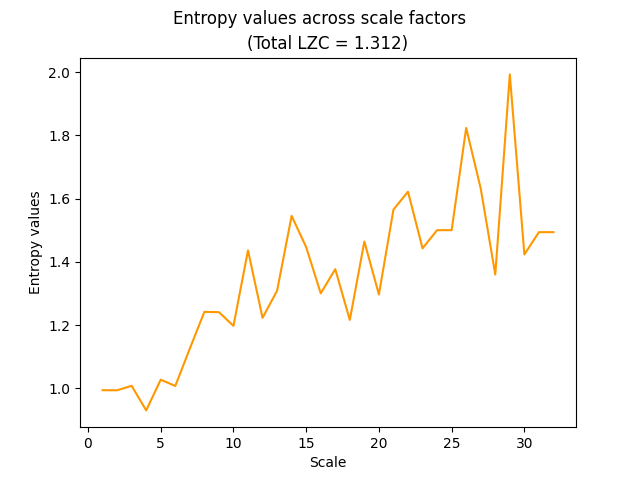 Entropy values across scale factors
(Total LZC = 1.312)
2.0
1.8
1.6
1.4
1.2
1.0
Entropy values
0 5 10 15 20 25 30
Scale